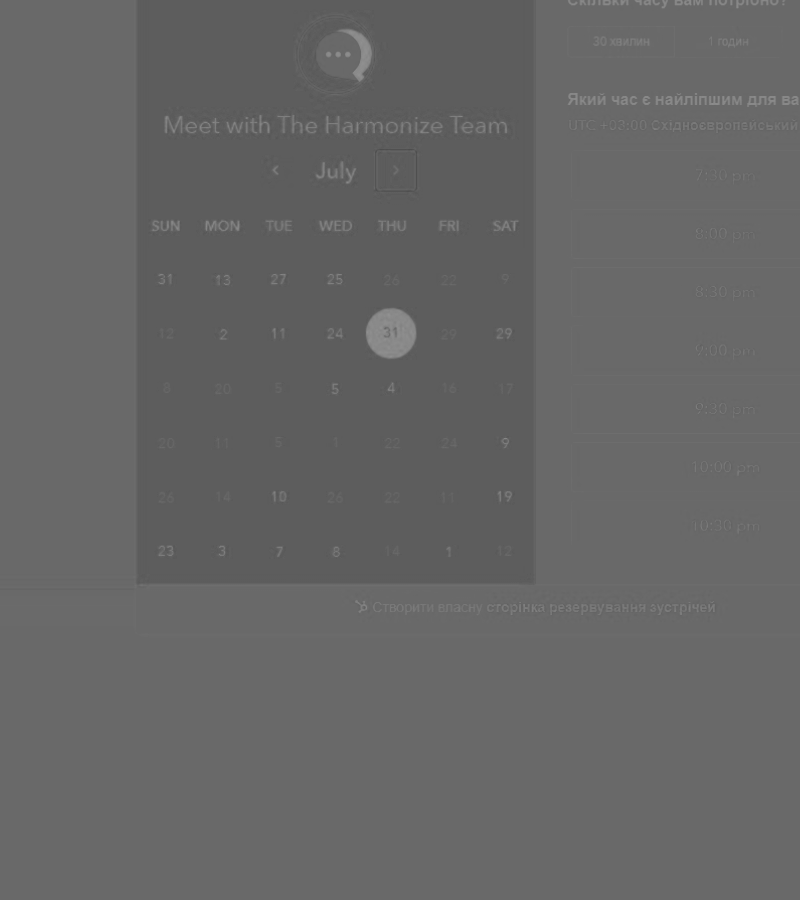 Скільки часу вам потрібно?
30 хвилин 1 годин
Meet with The Harmonize Team
July
Який час є найліпшим для ва
UTC +03:00 Східноєвропейський
SUN MON TUE WED THU FRI SAT
31 13 27 25 26 22 9
12 2 11 24 31 29 29
8 20 5 5 4 16 17
20 11 5 1 22 24 9
26 14 10 26 22 11 19
23 3 7 8 14 1 12
7:30 pm
8:00 pm
8:30 pm
9:00 pm
9:30 pm
10:00 pm
10:30 pm
Створити власну сторінка резервування зустрічей